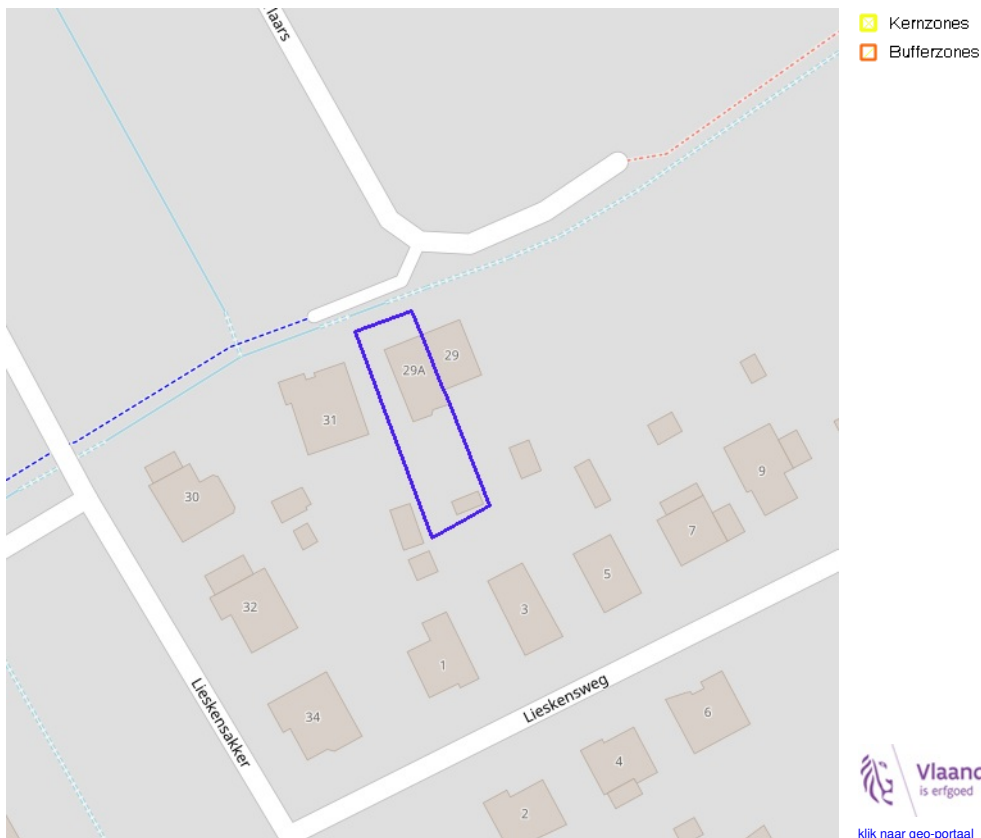 laars
Kernzones
Bufferzones
29
29A
31
30
9
7
5
32
3
1
34
Lieskensakker
Lieskensweg
6
4
2
Vlaand
is erfgoed
klik naar geo-portaal